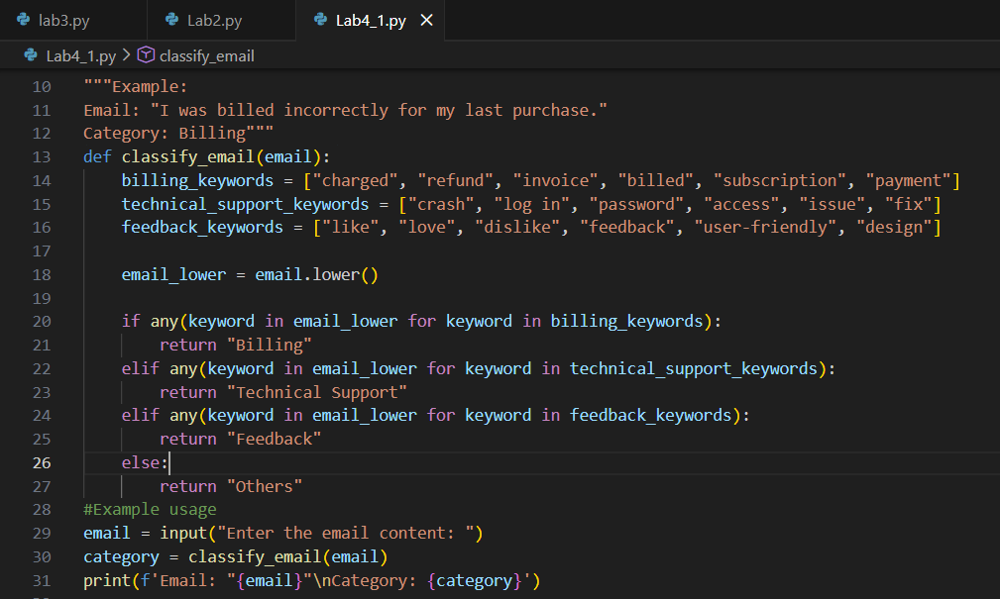 lab3.py Lab2.py Lab4_1.py
Lab4_1.py > classify_email
10 """Example:
11 Email: "I was billed incorrectly for my last purchase."
12 Category: Billing"""
13 def classify_email(email):
14     billing_keywords = ["charged", "refund", "invoice", "billed", "subscription", "payment"]
15     technical_support_keywords = ["crash", "log in", "password", "access", "issue", "fix"]
16     feedback_keywords = ["like", "love", "dislike", "feedback", "user-friendly", "design"]
17
18     email_lower = email.lower()
19
20     if any(keyword in email_lower for keyword in billing_keywords):
21         return "Billing"
22     elif any(keyword in email_lower for keyword in technical_support_keywords):
23         return "Technical Support"
24     elif any(keyword in email_lower for keyword in feedback_keywords):
25         return "Feedback"
26     else:
27         return "Others"
28 #Example usage
29 email = input("Enter the email content: ")
30 category = classify_email(email)
31 print(f'Email: "{email}"\nCategory: {category}')